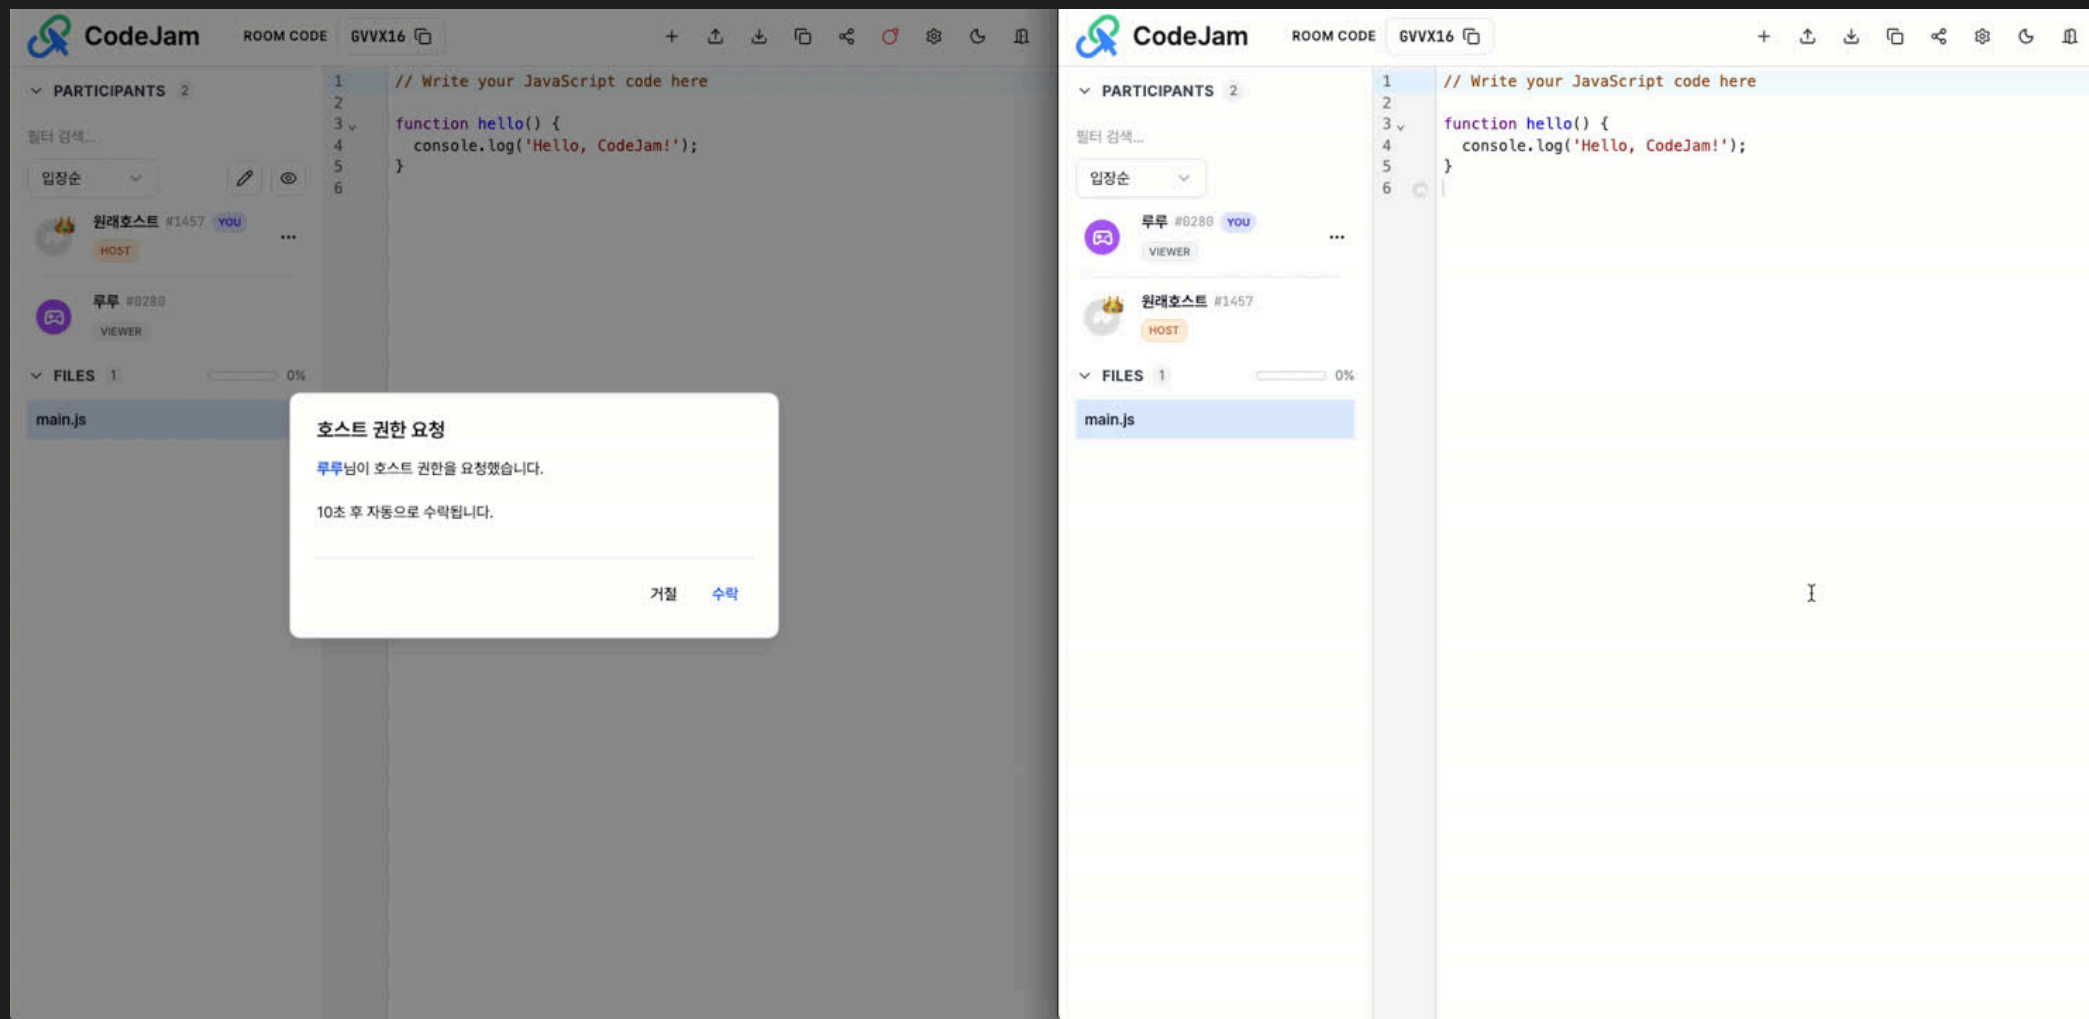 CodeJam ROOM CODE GVVX16
PARTICIPANTS 2
필터 검색...
입장순
원래호스트 #1457 YOU
HOST
루루 #0280
VIEWER
FILES 1 0%
main.js
1 // Write your JavaScript code here
2
3 function hello() {
4 console.log('Hello, CodeJam!');
5 }
6
호스트 권한 요청
루루님이 호스트 권한을 요청했습니다.
10초 후 자동으로 수락됩니다.
거절 수락
CodeJam ROOM CODE GVVX16
PARTICIPANTS 2
필터 검색...
입장순
루루 #0280 YOU
VIEWER
원래호스트 #1457
HOST
FILES 1 0%
main.js
1 // Write your JavaScript code here
2
3 function hello() {
4 console.log('Hello, CodeJam!');
5 }
6